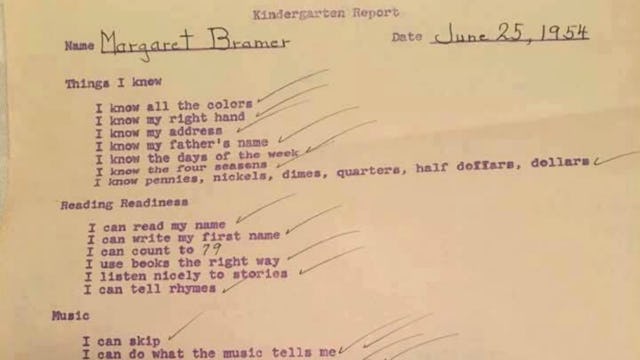 Kindergarten Report
Name Margaret Bramer Date June 25, 1954
Things I know
I know all the colors
I know my right hand
I know my address
I know my father's name
I know the days of the week
I know the four seasons
I know pennies, nickels, dimes, quarters, half dollars, dollars
Reading Readiness
I can read my name
I can write my first name
I can count to 79
I use books the right way
I listen nicely to stories
I can tell rhymes
Music
I can skip
I can do what the music tells me